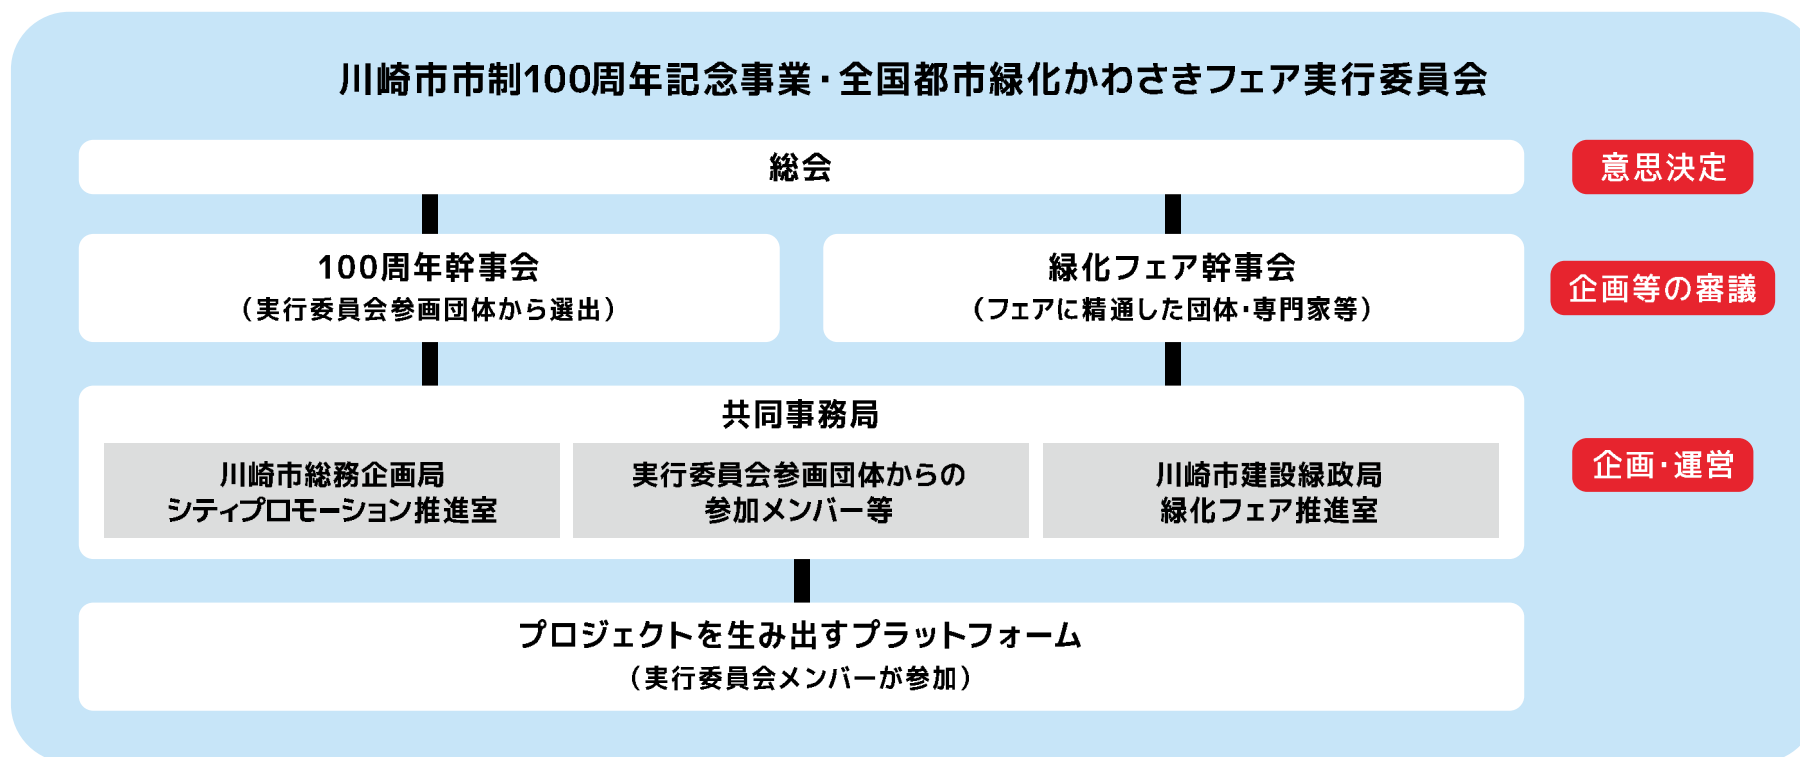 川崎市市制100周年記念事業・全国都市緑化かわさきフェア実行委員会
総会
意思決定
100周年幹事会
（実行委員会参画団体から選出）
緑化フェア幹事会
（フェアに精通した団体・専門家等）
企画等の審議
共同事務局
川崎市総務企画局
シティプロモーション推進室
実行委員会参画団体からの
参加メンバー等
川崎市建設緑政局
緑化フェア推進室
企画・運営
プロジェクトを生み出すプラットフォーム
（実行委員会メンバーが参加）